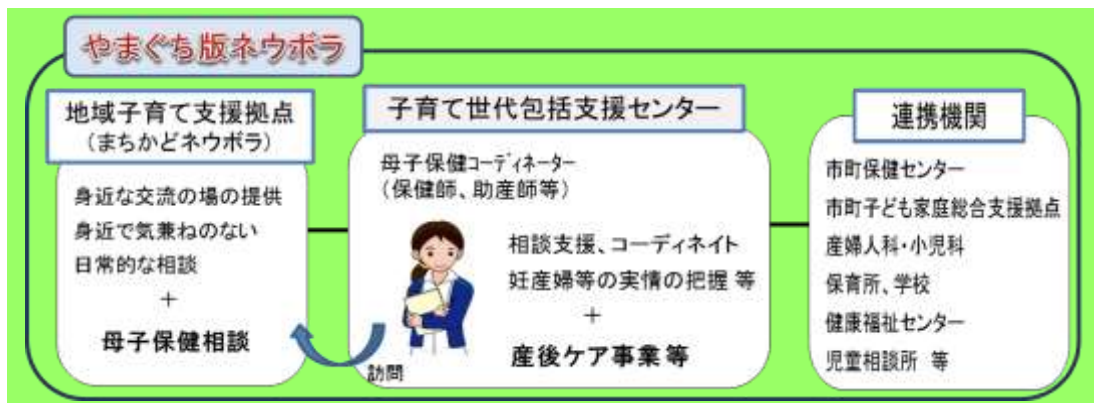 やまぐち版ネウボラ
地域子育て支援拠点
（まちかどネウボラ）
身近な交流の場の提供
身近で気兼ねのない
日常的な相談
＋
母子保健相談
子育て世代包括支援センター
母子保健コーディネーター
（保健師、助産師等）
相談支援、コーディネイト
妊産婦等の実情の把握 等
＋
産後ケア事業等
訪問
連携機関
市町保健センター
市町子ども家庭総合支援拠点
産婦人科・小児科
保育所、学校
健康福祉センター
児童相談所 等